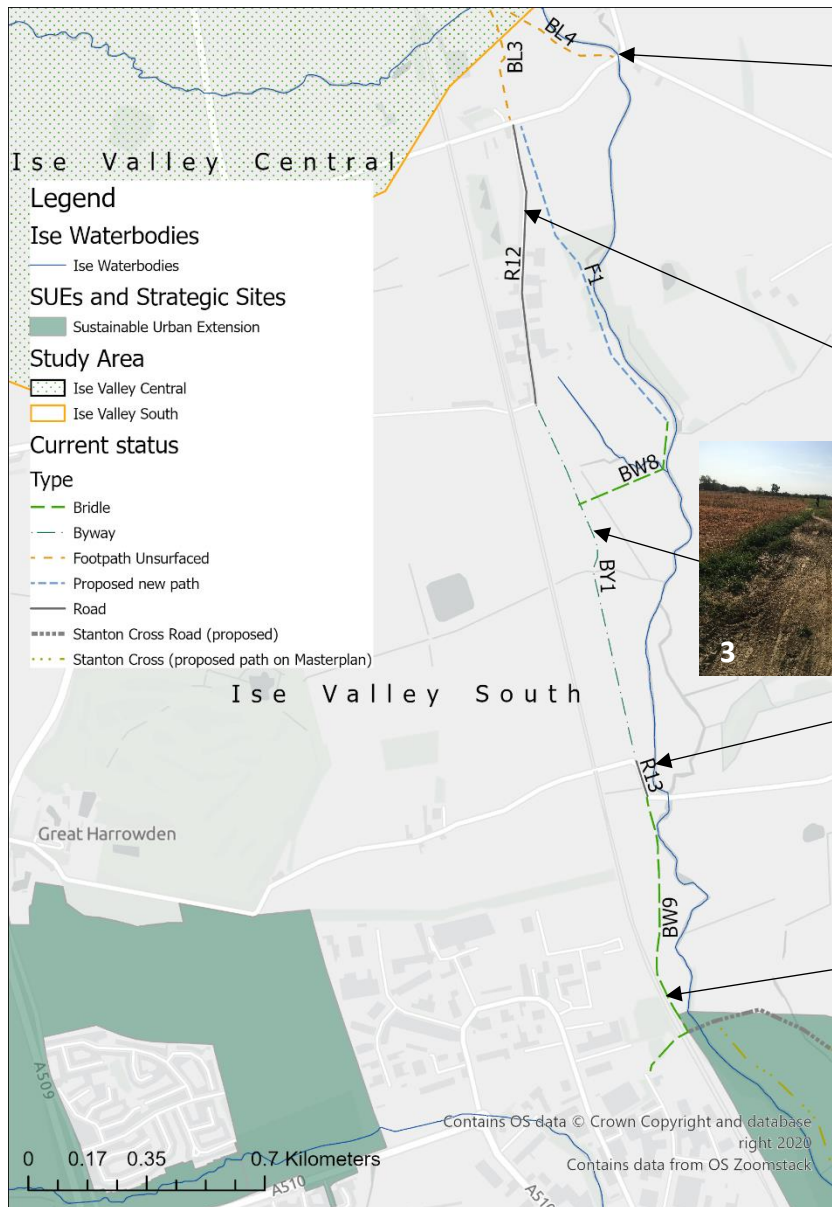 BL4
BL3
Ise Valley Central
Legend
Ise Waterbodies
Ise Waterbodies
SUEs and Strategic Sites
Sustainable Urban Extension
Study Area
Ise Valley Central
Ise Valley South
Current status
Type
Bridle
Byway
Footpath Unsurfaced
Proposed new path
Road
Stanton Cross Road (proposed)
Stanton Cross (proposed path on Masterplan)
R12
F1
BW8
BY1
3
Ise Valley South
R13
Great Harrowden
BW9
A509
Contains OS data © Crown Copyright and database
right 2020
Contains data from OS Zoomstack
0 0.17 0.35 0.7 Kilometers
A510
A510